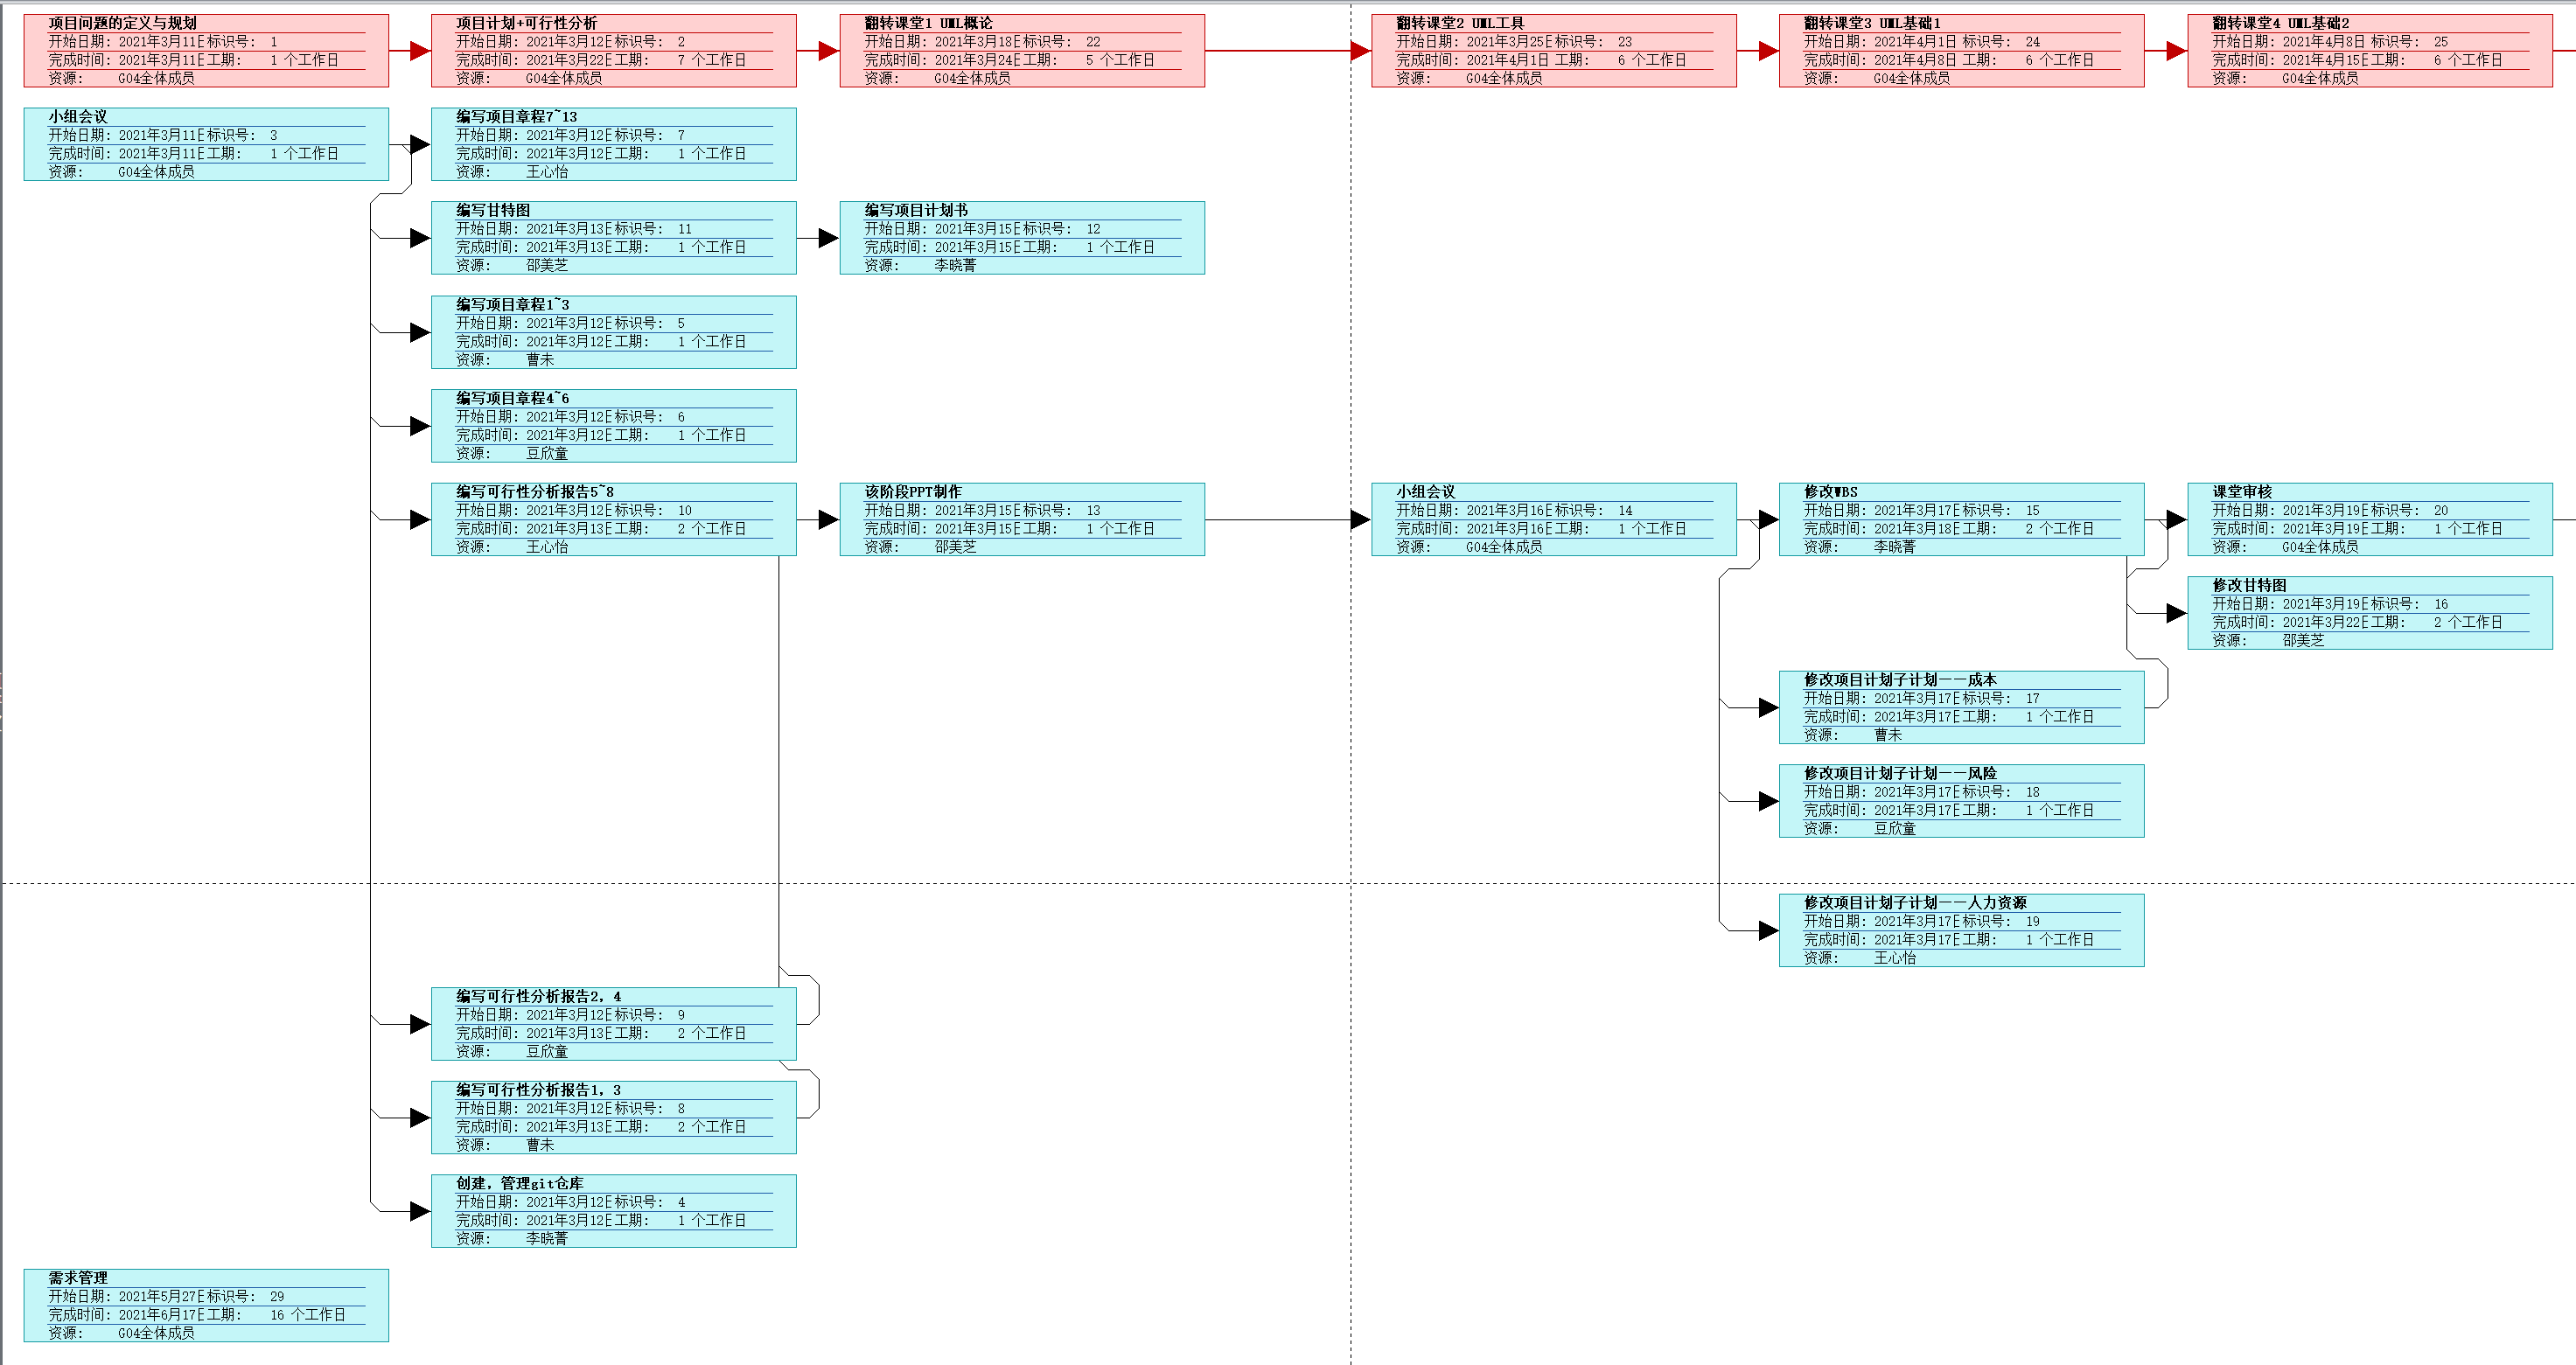 项目问题的定义与规划
开始日期: 2021年3月11日 标识号: 1
完成时间: 2021年3月11日 工期: 1 个工作日
资源: G04全体成员
项目计划+可行性分析
开始日期: 2021年3月12日 标识号: 2
完成时间: 2021年3月22日 工期: 7 个工作日
资源: G04全体成员
翻转课堂1 UML概论
开始日期: 2021年3月18日 标识号: 22
完成时间: 2021年3月24日 工期: 5 个工作日
资源: G04全体成员
翻转课堂2 UML工具
开始日期: 2021年3月25日 标识号: 23
完成时间: 2021年4月1日 工期: 6 个工作日
资源: G04全体成员
翻转课堂3 UML基础1
开始日期: 2021年4月1日 标识号: 24
完成时间: 2021年4月8日 工期: 6 个工作日
资源: G04全体成员
翻转课堂4 UML基础2
开始日期: 2021年4月8日 标识号: 25
完成时间: 2021年4月15日 工期: 6 个工作日
资源: G04全体成员
小组会议
开始日期: 2021年3月11日 标识号: 3
完成时间: 2021年3月11日 工期: 1 个工作日
资源: G04全体成员
编写项目章程7~13
开始日期: 2021年3月12日 标识号: 7
完成时间: 2021年3月12日 工期: 1 个工作日
资源: 王心怡
编写甘特图
开始日期: 2021年3月13日 标识号: 11
完成时间: 2021年3月13日 工期: 1 个工作日
资源: 邵美芝
编写项目计划书
开始日期: 2021年3月15日 标识号: 12
完成时间: 2021年3月15日 工期: 1 个工作日
资源: 李晓菁
编写项目章程1~3
开始日期: 2021年3月12日 标识号: 5
完成时间: 2021年3月12日 工期: 1 个工作日
资源: 曹未
编写项目章程4~6
开始日期: 2021年3月12日 标识号: 6
完成时间: 2021年3月12日 工期: 1 个工作日
资源: 豆欣童
编写可行性分析报告5~8
开始日期: 2021年3月12日 标识号: 10
完成时间: 2021年3月13日 工期: 2 个工作日
资源: 王心怡
该阶段PPT制作
开始日期: 2021年3月15日 标识号: 13
完成时间: 2021年3月15日 工期: 1 个工作日
资源: 邵美芝
小组会议
开始日期: 2021年3月16日 标识号: 14
完成时间: 2021年3月16日 工期: 1 个工作日
资源: G04全体成员
修改WBS
开始日期: 2021年3月17日 标识号: 15
完成时间: 2021年3月18日 工期: 2 个工作日
资源: 李晓菁
课堂审核
开始日期: 2021年3月19日 标识号: 20
完成时间: 2021年3月19日 工期: 1 个工作日
资源: G04全体成员
修改甘特图
开始日期: 2021年3月19日 标识号: 16
完成时间: 2021年3月22日 工期: 2 个工作日
资源: 邵美芝
修改项目计划子计划——成本
开始日期: 2021年3月17日 标识号: 17
完成时间: 2021年3月17日 工期: 1 个工作日
资源: 曹未
修改项目计划子计划——风险
开始日期: 2021年3月17日 标识号: 18
完成时间: 2021年3月17日 工期: 1 个工作日
资源: 豆欣童
修改项目计划子计划——人力资源
开始日期: 2021年3月17日 标识号: 19
完成时间: 2021年3月17日 工期: 1 个工作日
资源: 王心怡
编写可行性分析报告2, 4
开始日期: 2021年3月12日 标识号: 9
完成时间: 2021年3月13日 工期: 2 个工作日
资源: 豆欣童
编写可行性分析报告1, 3
开始日期: 2021年3月12日 标识号: 8
完成时间: 2021年3月13日 工期: 2 个工作日
资源: 曹未
创建, 管理git仓库
开始日期: 2021年3月12日 标识号: 4
完成时间: 2021年3月12日 工期: 1 个工作日
资源: 李晓菁
需求管理
开始日期: 2021年5月27日 标识号: 29
完成时间: 2021年6月17日 工期: 16 个工作日
资源: G04全体成员